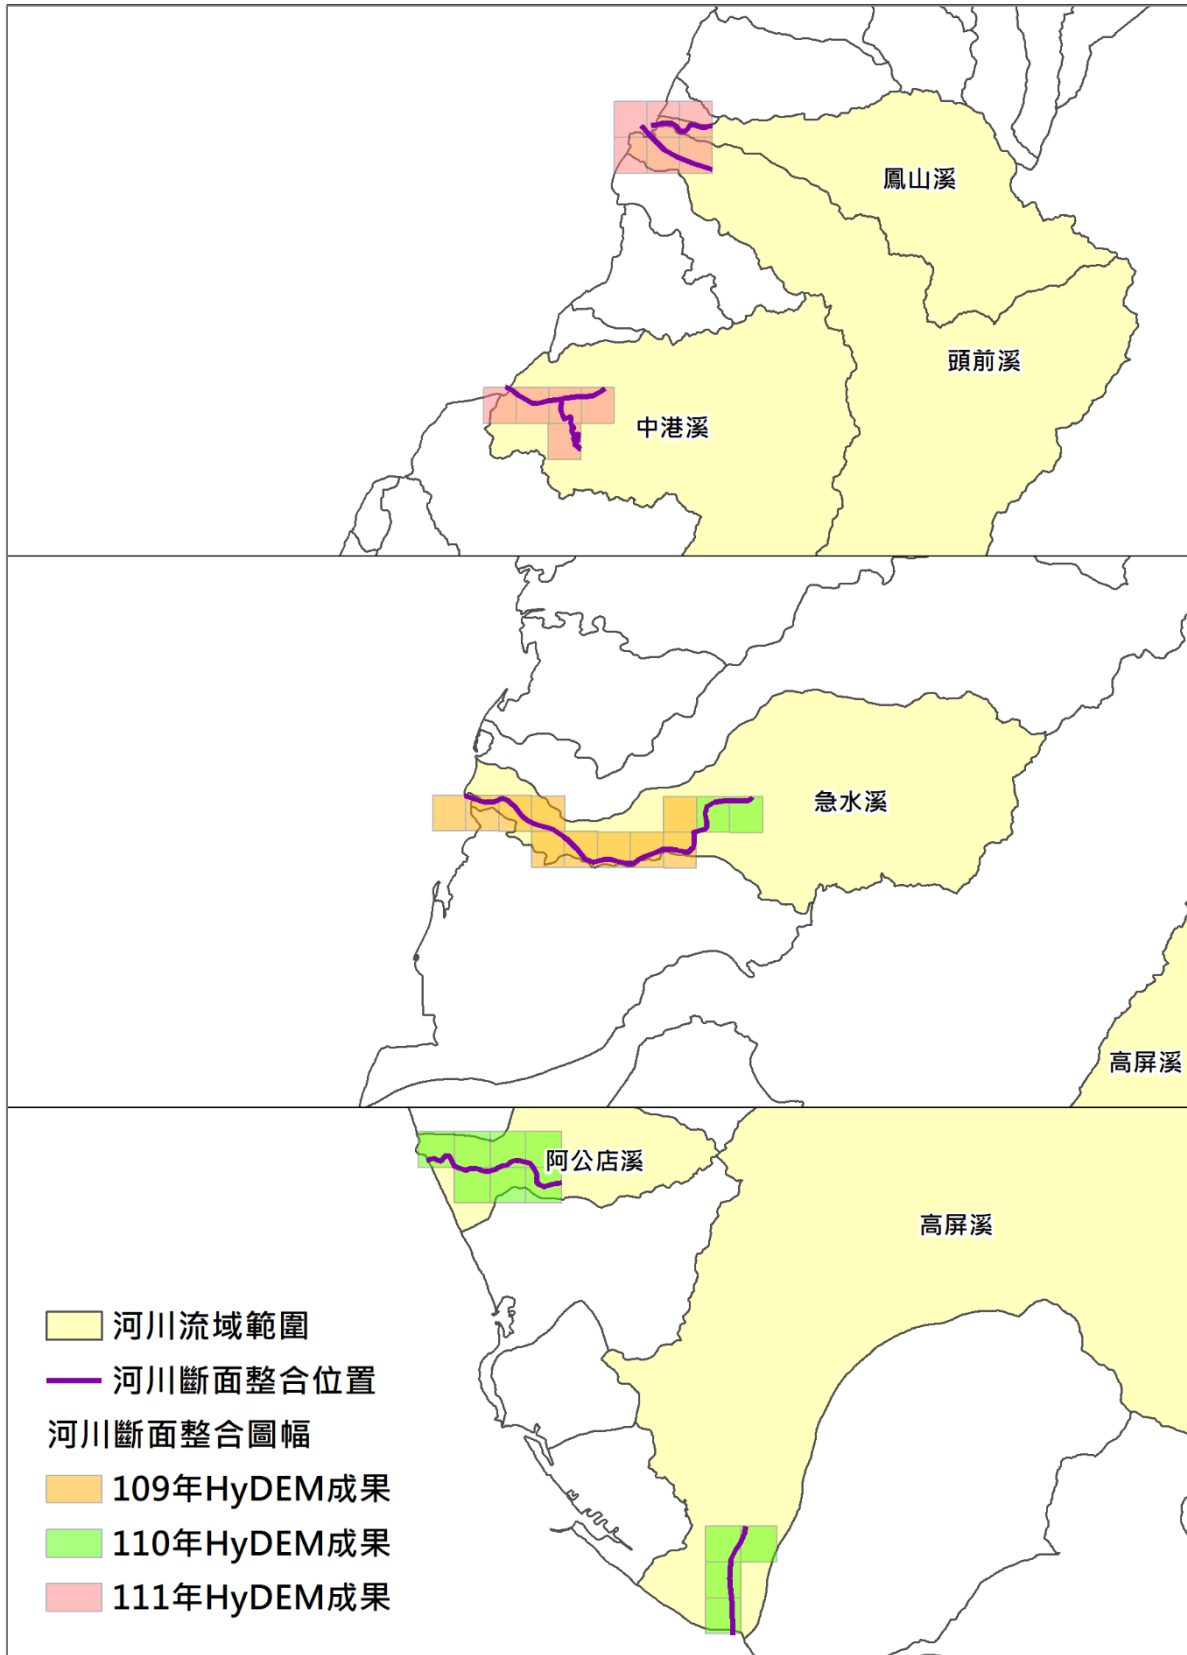 鳳山溪
頭前溪
中港溪
急水溪
高屏溪
阿公店溪
高屏溪
河川流域範圍
河川斷面整合位置
河川斷面整合圖幅
109年HyDEM成果
110年HyDEM成果
111年HyDEM成果